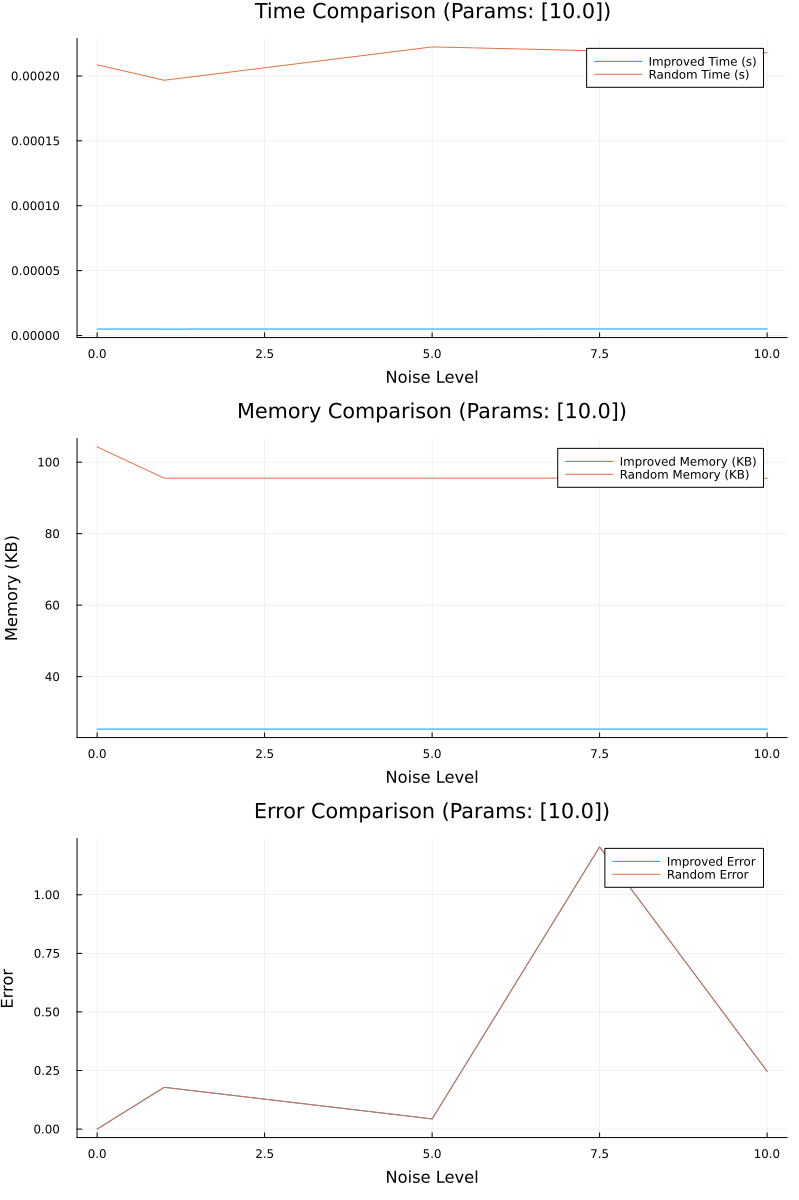 Time Comparison (Params: [10.0])
0.00020
0.00015
0.00010
0.00005
0.00000
Improved Time (s)
Random Time (s)
0.0 2.5 5.0 7.5 10.0
Noise Level
Memory Comparison (Params: [10.0])
Memory (KB)
100
80
60
40
Improved Memory (KB)
Random Memory (KB)
0.0 2.5 5.0 7.5 10.0
Noise Level
Error Comparison (Params: [10.0])
Error
1.00
0.75
0.50
0.25
0.00
Improved Error
Random Error
0.0 2.5 5.0 7.5 10.0
Noise Level